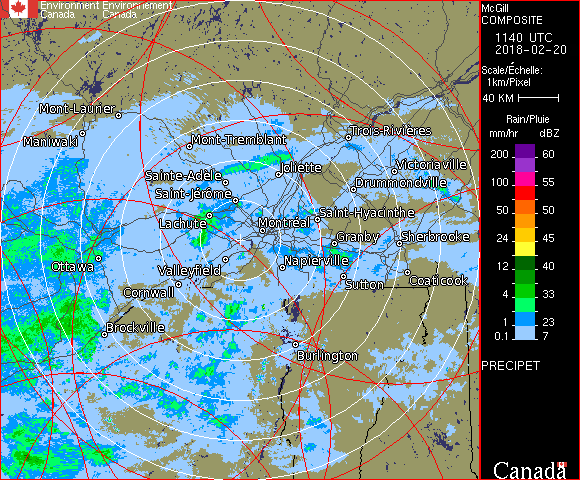 Environment Environnement
Canada Canada
McGill
COMPOSITE
1140 UTC
2018-02-20
Scale/Échelle:
1km/Pixel
40 KM
Rain/Pluie
mm/hr dBZ
200 60
150 57
100 55
50 50
24 45
12 40
4 33
1 23
0.1 7
PRECIPET
Canada
Mont-Laurier
Maniwaki
Mont-Tremblant
Trois-Rivières
Joliette
Victoriaville
Sainte-Adèle
Drummondville
Saint-Jérôme
Lachute
Montréal
Saint-Hyacinthe
Granby
Sherbrooke
Ottawa
Valleyfield
Napierville
Cornwall
Sutton
Coaticook
Brockville
Burlington